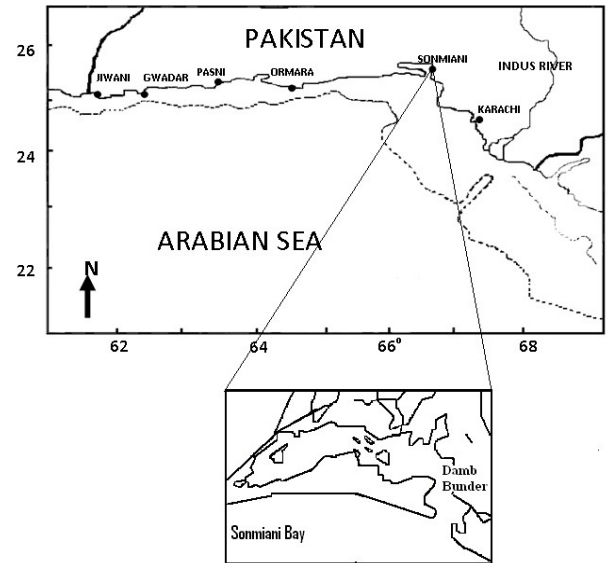 26
PAKISTAN
SONMIANI
PASNI
ORMARA
INDUS RIVER
JIWANI
GWADAR
KARACHI
24
ARABIAN SEA
22
N
62
64
66°
68
Damb
Bunder
Sonmiani Bay